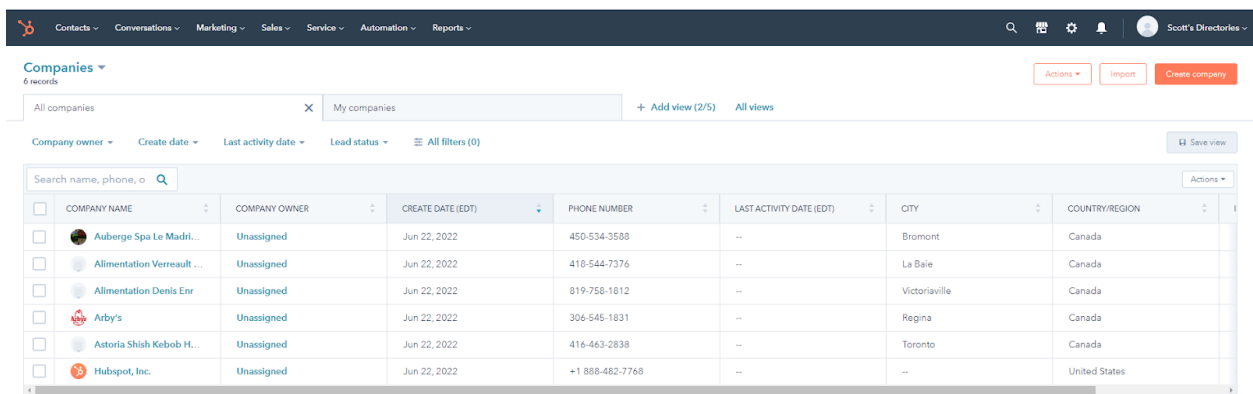 Contacts Conversations Marketing Sales Service Automation Reports Scott's Directories
Companies
6 records
Actions Import Create company
All companies X My companies + Add view (2/5) All views
Company owner Create date Last activity date Lead status All filters (0) Save view
Search name, phone, o Actions
COMPANY NAME COMPANY OWNER CREATE DATE (EDT) PHONE NUMBER LAST ACTIVITY DATE (EDT) CITY COUNTRY/REGION
Auberge Spa Le Madri... Unassigned Jun 22, 2022 450-534-3588 -- Bromont Canada
Alimentation Verreault ... Unassigned Jun 22, 2022 418-544-7376 -- La Baie Canada
Alimentation Denis Enr Unassigned Jun 22, 2022 819-758-1812 -- Victoriaville Canada
Arby's Unassigned Jun 22, 2022 306-545-1831 -- Regina Canada
Astoria Shish Kebob H... Unassigned Jun 22, 2022 416-463-2838 -- Toronto Canada
Hubspot, Inc. Unassigned Jun 22, 2022 +1 888-482-7768 -- -- United States